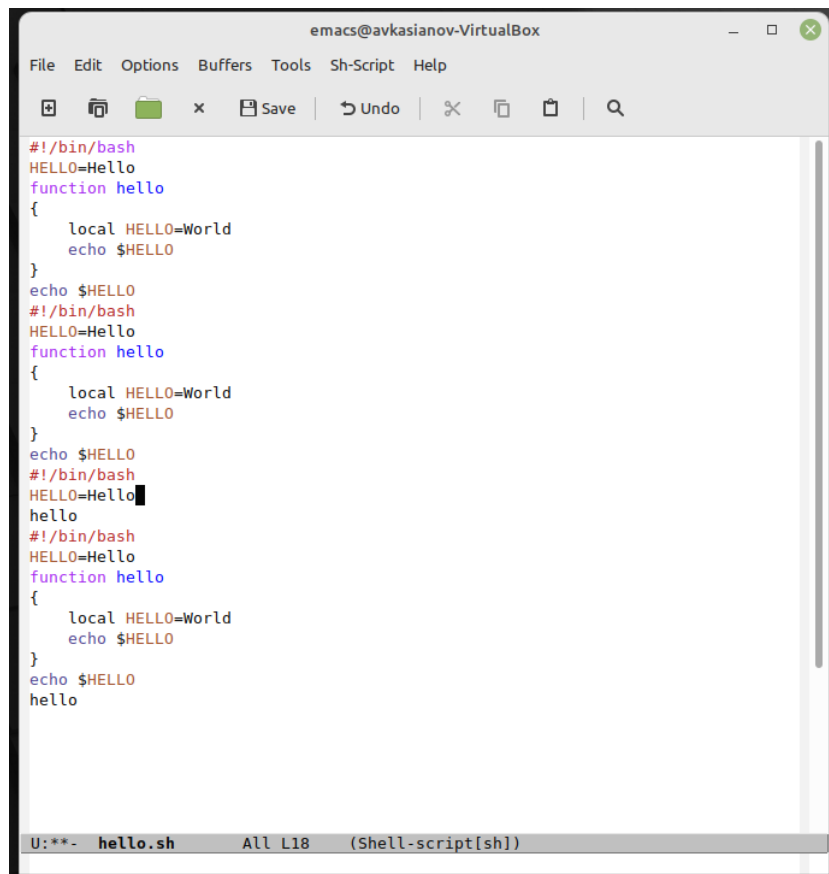 emacs@avkasianov-VirtualBox
File Edit Options Buffers Tools Sh-Script Help
Save Undo
#!/bin/bash
HELLO=Hello
function hello
{
    local HELLO=World
    echo $HELLO
}
echo $HELLO
#!/bin/bash
HELLO=Hello
function hello
{
    local HELLO=World
    echo $HELLO
}
echo $HELLO
#!/bin/bash
HELLO=Hello
hello
#!/bin/bash
HELLO=Hello
function hello
{
    local HELLO=World
    echo $HELLO
}
echo $HELLO
hello
U:**-  hello.sh       All L18    (Shell-script[sh])